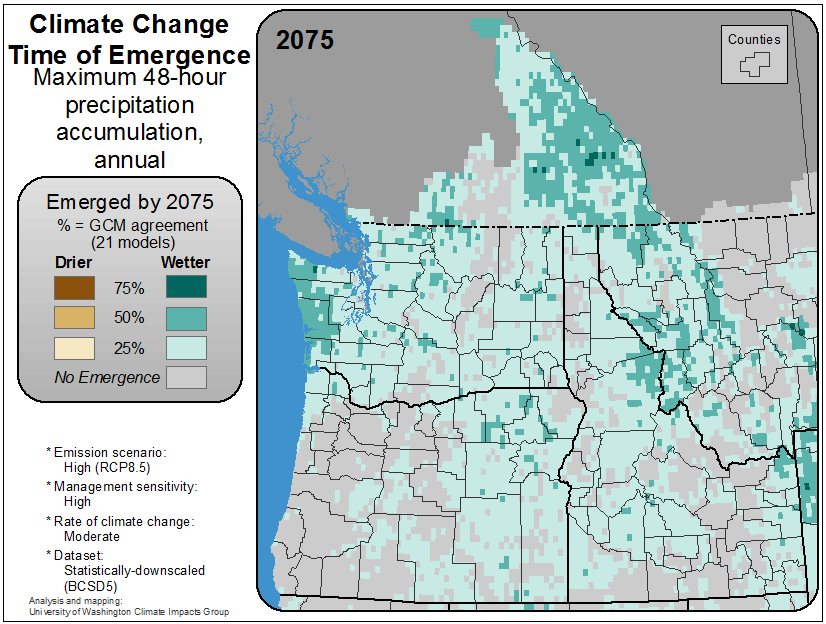 Climate Change
Time of Emergence
Maximum 48-hour
precipitation
accumulation,
annual
Emerged by 2075
% = GCM agreement
(21 models)
Drier Wetter
75%
50%
25%
No Emergence
* Emission scenario:
High (RCP8.5)
* Management sensitivity:
High
* Rate of climate change:
Moderate
* Dataset:
Statistically-downscaled
(BCSD5)
Analysis and mapping:
University of Washington Climate Impacts Group
2075
Counties